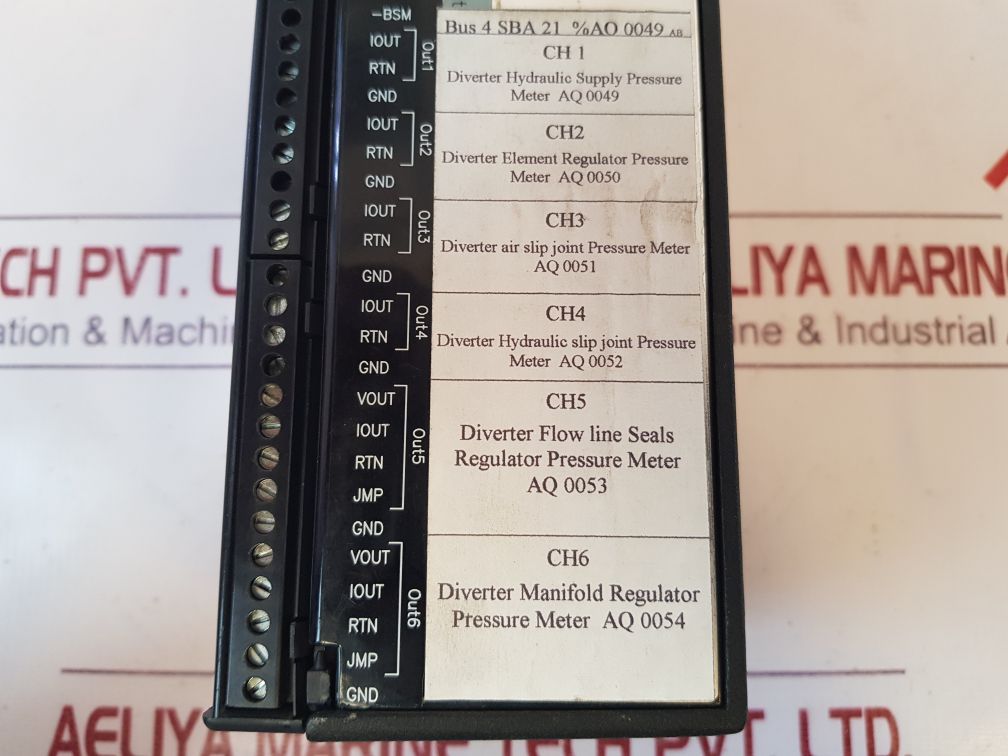 -BSM
IOUT
RTN
Out1
GND
IOUT
RTN
Out2
GND
IOUT
RTN
Out3
GND
IOUT
RTN
Out4
GND
VOUT
IOUT
RTN
JMP
Out5
GND
VOUT
IOUT
RTN
JMP
Out6
GND
Bus 4 SBA 21 %AO 0049 AB
CH 1
Diverter Hydraulic Supply Pressure
Meter AQ 0049
CH2
Diverter Element Regulator Pressure
Meter AQ 0050
CH3
Diverter air slip joint Pressure Meter
AQ 0051
CH4
Diverter Hydraulic slip joint Pressure
Meter AQ 0052
CH5
Diverter Flow line Seals
Regulator Pressure Meter
AQ 0053
CH6
Diverter Manifold Regulator
Pressure Meter AQ 0054
CH PVT. L
LIYA MARINE
ation & Machin
ne & Industrial
AELIYA MARINE TECH PVT. LTD